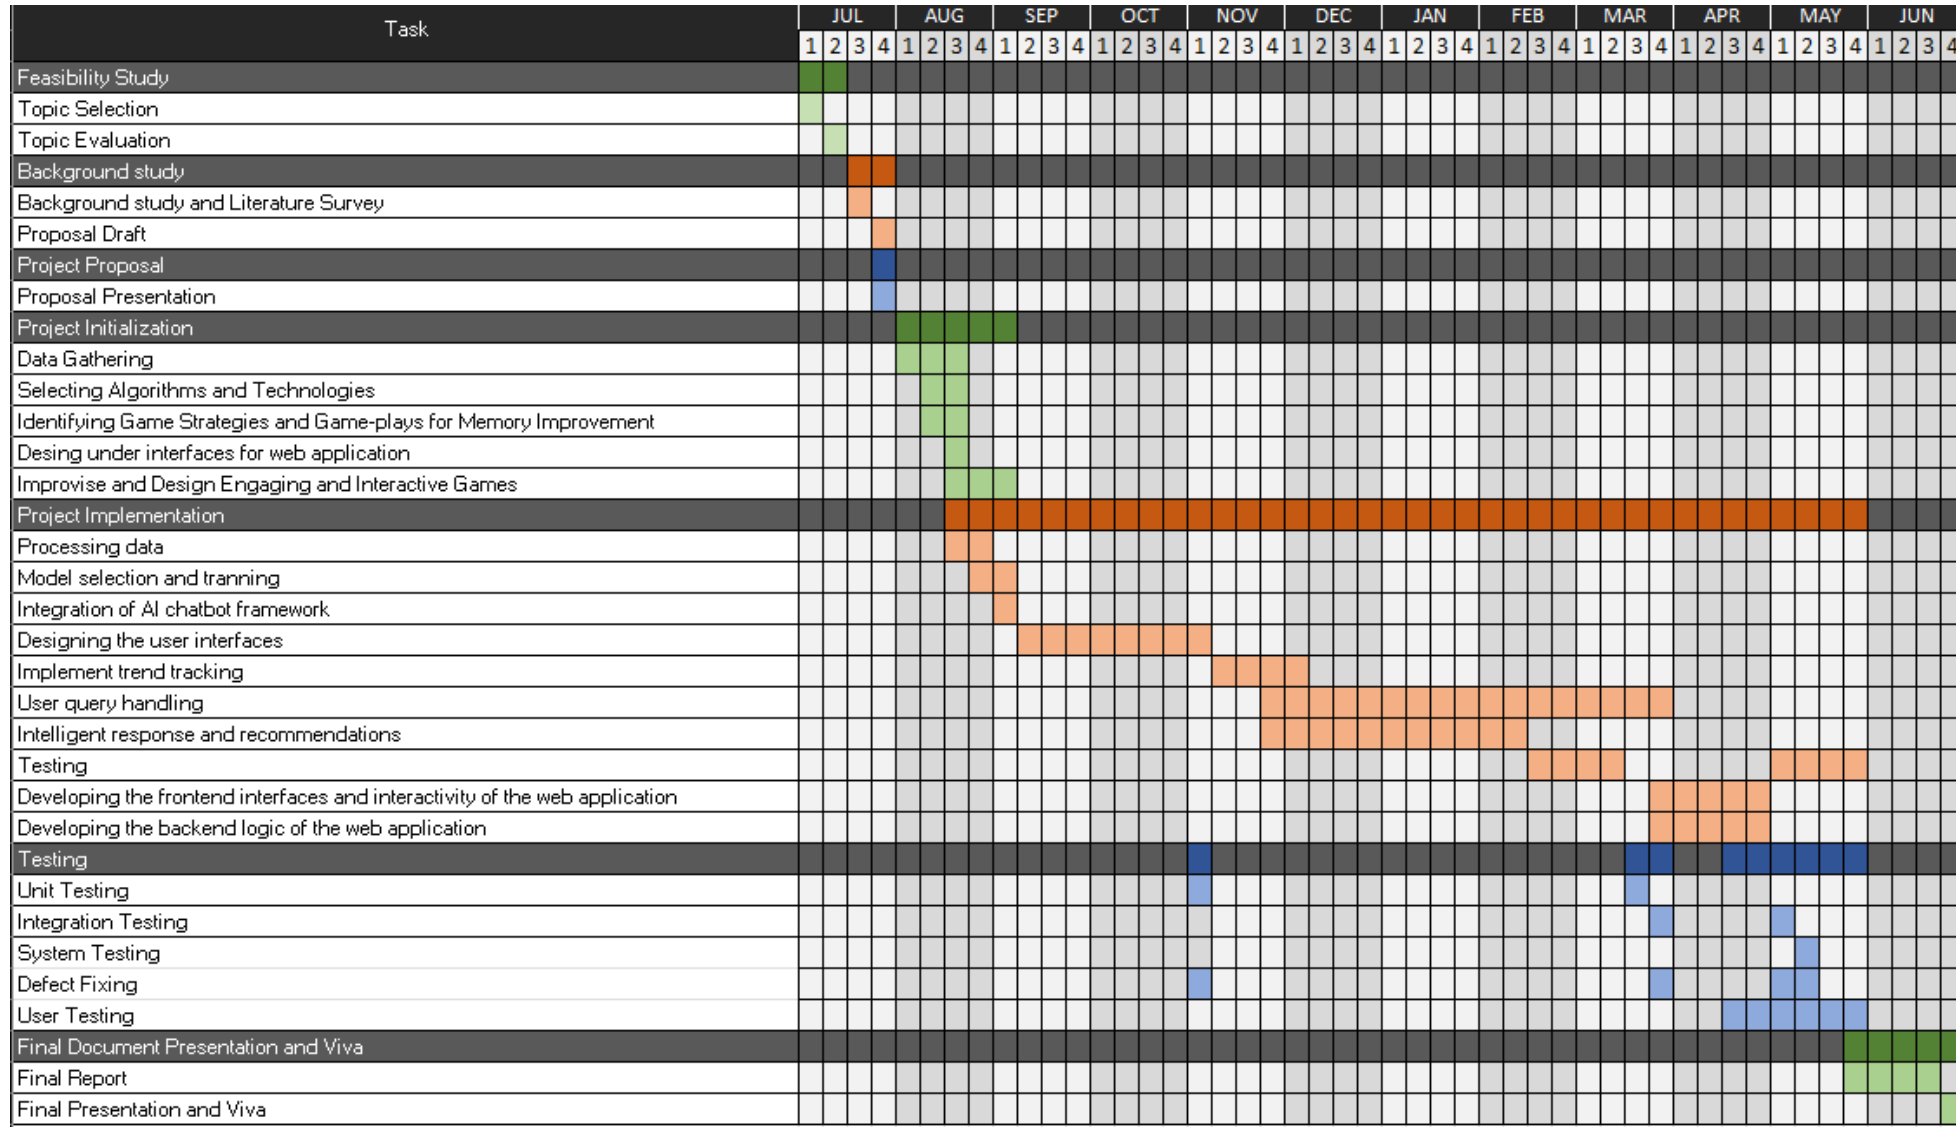 Task JUL AUG SEP OCT NOV DEC JAN FEB MAR APR MAY JUN
1 2 3 4 1 2 3 4 1 2 3 4 1 2 3 4 1 2 3 4 1 2 3 4 1 2 3 4 1 2 3 4 1 2 3 4 1 2 3 4 1 2 3 4 1 2 3 4
Feasibility Study
Topic Selection
Topic Evaluation
Background study
Background study and Literature Survey
Proposal Draft
Project Proposal
Proposal Presentation
Project Initialization
Data Gathering
Selecting Algorithms and Technologies
Identifying Game Strategies and Game-plays for Memory Improvement
Desing under interfaces for web application
Improvise and Design Engaging and Interactive Games
Project Implementation
Processing data
Model selection and tranning
Integration of AI chatbot framework
Designing the user interfaces
Implement trend tracking
User query handling
Intelligent response and recommendations
Testing
Developing the frontend interfaces and interactivity of the web application
Developing the backend logic of the web application
Testing
Unit Testing
Integration Testing
System Testing
Defect Fixing
User Testing
Final Document Presentation and Viva
Final Report
Final Presentation and Viva